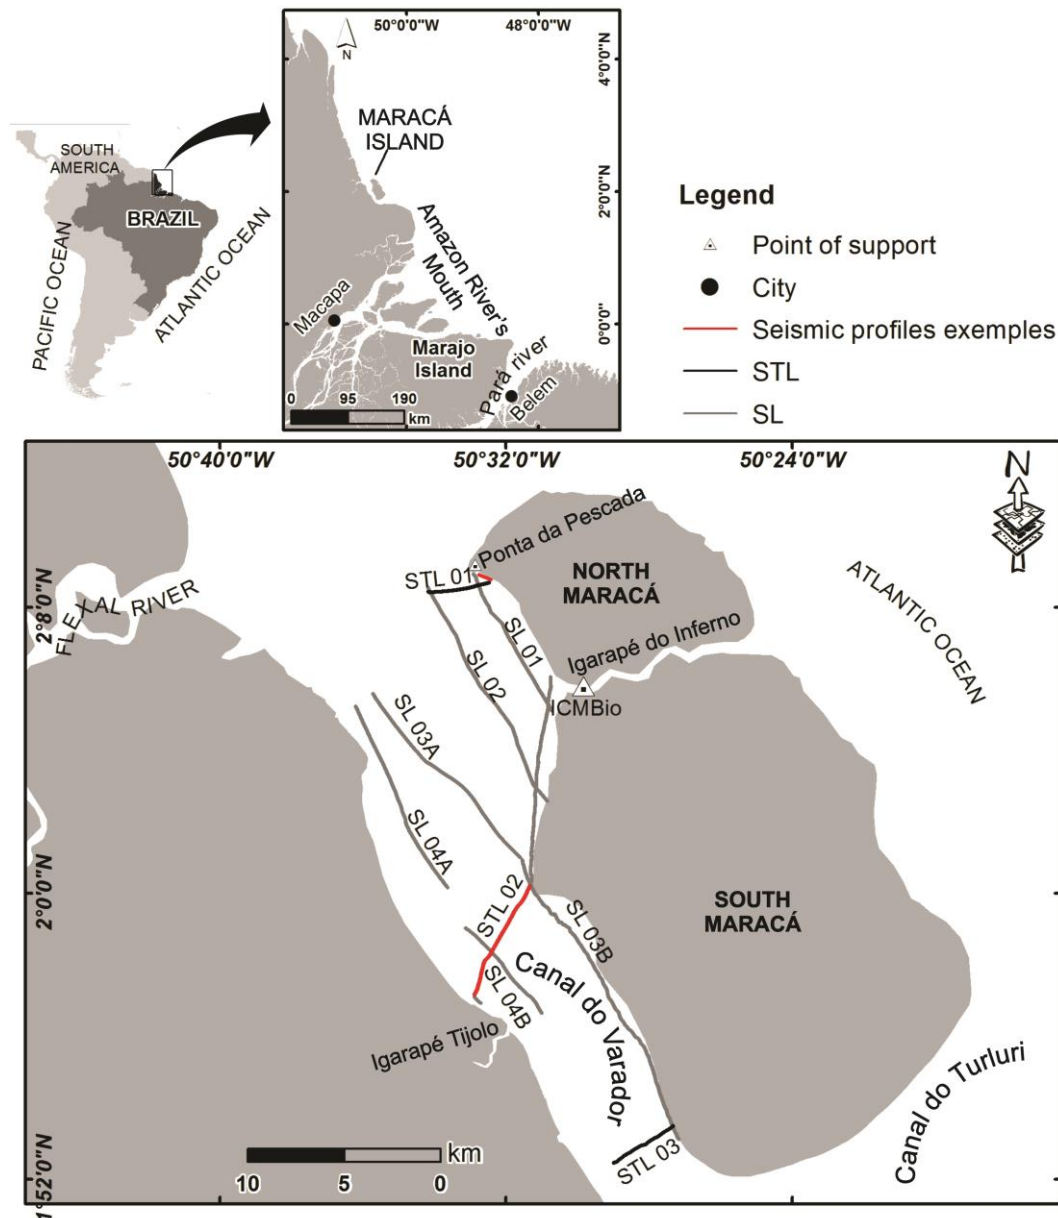 50°0'0"W
48°0'0"W
N
4°0'0"N
2°0'0"N
0°0'0"
MARACÁ
ISLAND
Amazon River's
Mouth
Macapa
Marajo
Island
Pará river
Belem
0 95 190
km
SOUTH
AMERICA
BRAZIL
PACIFIC OCEAN
ATLANTIC OCEAN
Legend
Point of support
City
Seismic profiles exemples
STL
SL
50°40'0"W
50°32'0"W
50°24'0"W
N
2°8'0"N
2°0'0"N
1°52'0"N
FLEXAL RIVER
Ponta da Pescada
STL 01
NORTH
MARACÁ
ATLANTIC OCEAN
SL 01
SL 02
Igarapé do Inferno
ICMBio
SL 03A
SL 04A
STL 02
SL 03B
SOUTH
MARACÁ
SL 04B
Canal do Varador
Igarapé Tijolo
Canal do Turluri
STL 03
km
10 5 0